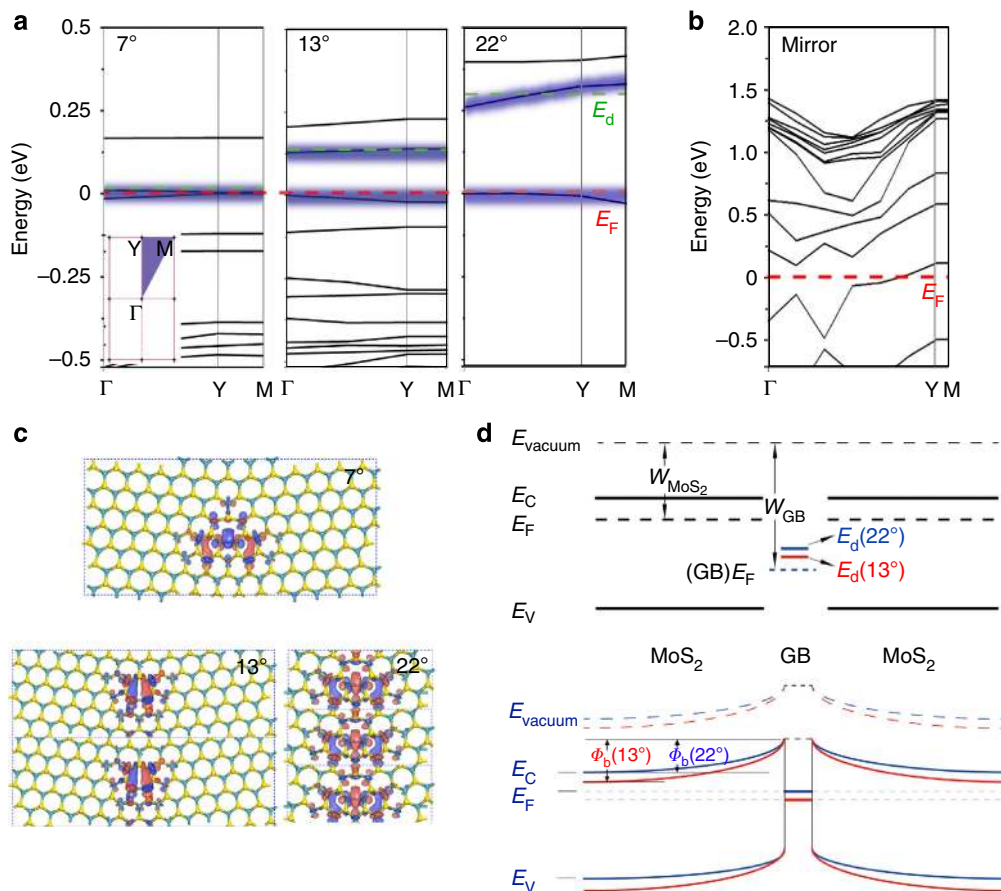 a
7°
13°
22°
b
Mirror
Energy (eV)
0.5
0.25
0
−0.25
−0.5
E_d
E_F
Y M
Γ
Γ Y M
Γ Y M
Γ Y M
Energy (eV)
2.0
1.5
1.0
0.5
0
−0.5
E_F
Γ Y M
c
7°
13°
22°
d
E_vacuum
W_MoS₂
E_C
W_GB
E_F
E_d(22°)
(GB)E_F
E_d(13°)
E_V
MoS₂ GB MoS₂
E_vacuum
Φ_b(13°) Φ_b(22°)
E_C
E_F
E_V